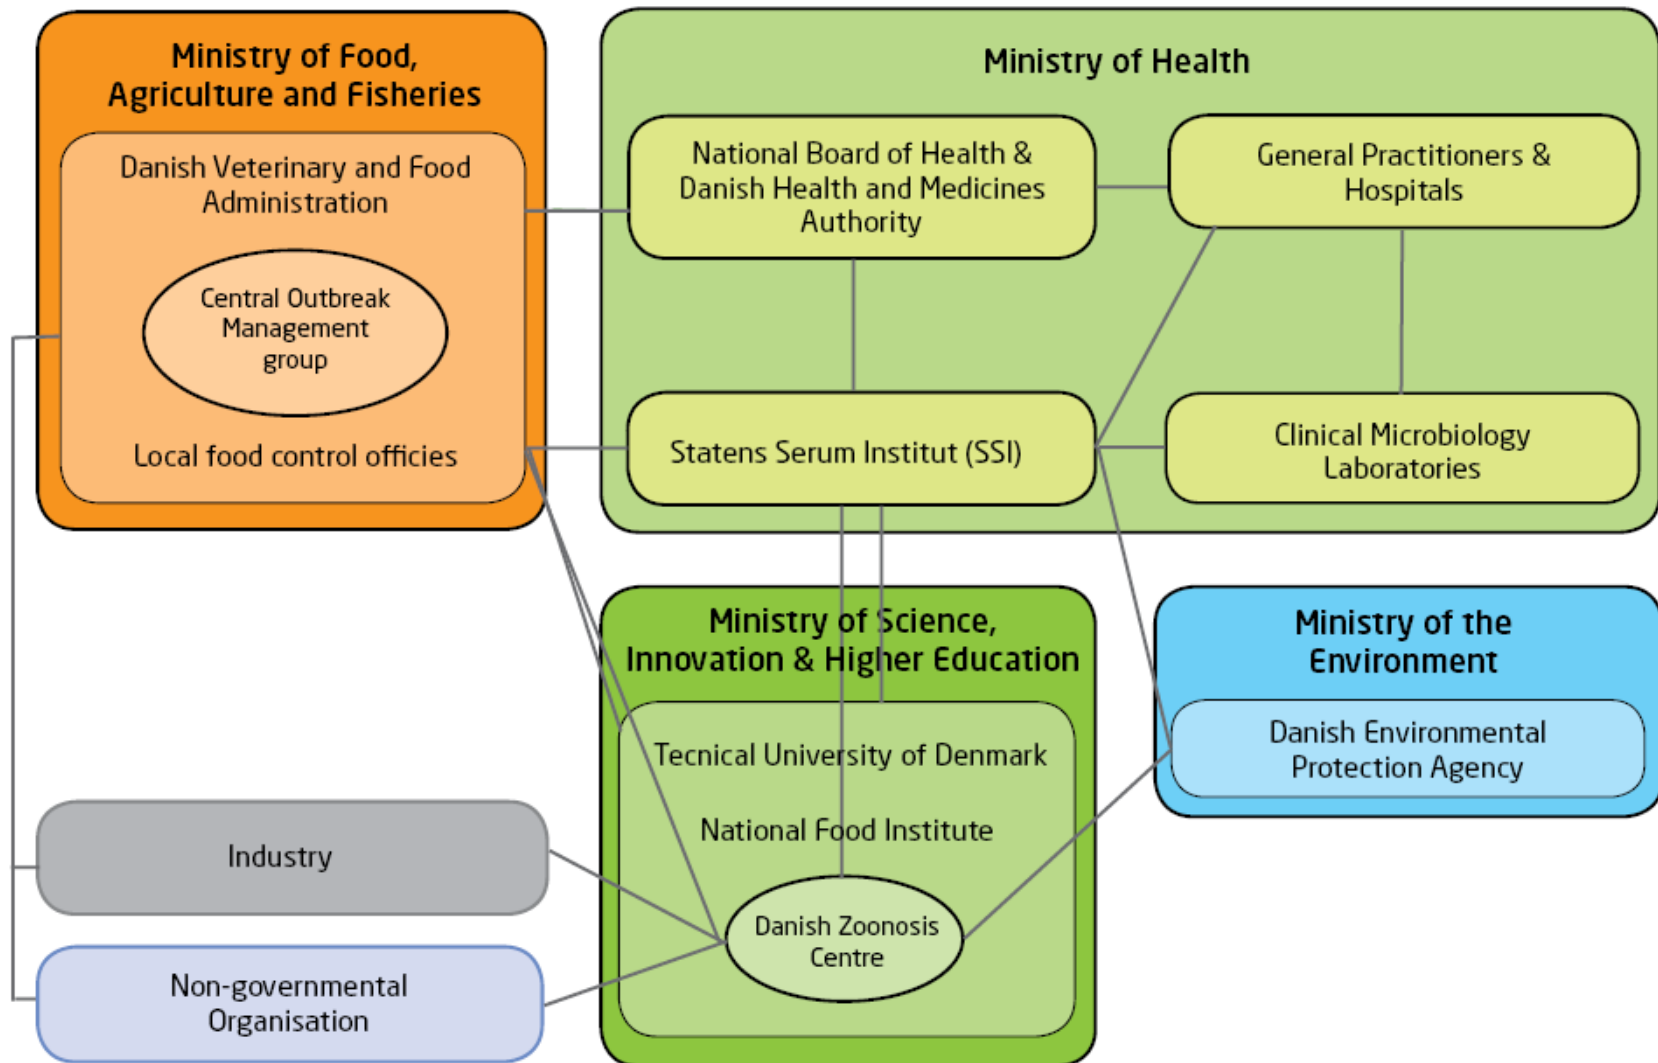 Ministry of Food,
Agriculture and Fisheries
Danish Veterinary and Food
Administration
Central Outbreak
Management
group
Local food control officies
Ministry of Health
National Board of Health &
Danish Health and Medicines
Authority
General Practitioners &
Hospitals
Statens Serum Institut (SSI)
Clinical Microbiology
Laboratories
Ministry of Science,
Innovation & Higher Education
Tecnical University of Denmark
National Food Institute
Danish Zoonosis
Centre
Ministry of the
Environment
Danish Environmental
Protection Agency
Industry
Non-governmental
Organisation